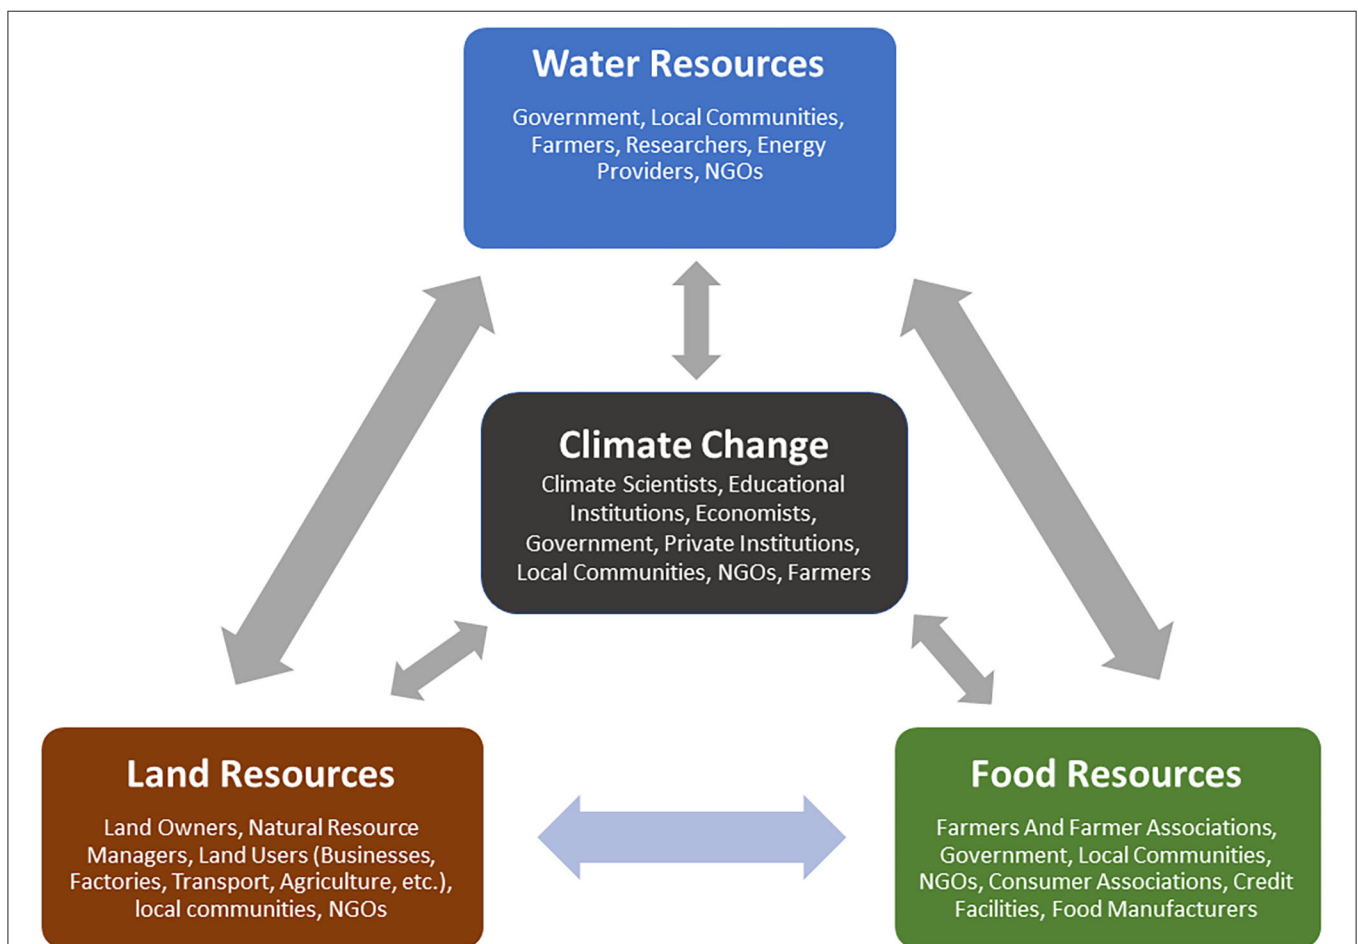 Water Resources
Government, Local Communities,
Farmers, Researchers, Energy
Providers, NGOs
Climate Change
Climate Scientists, Educational
Institutions, Economists,
Government, Private Institutions,
Local Communities, NGOs, Farmers
Land Resources
Land Owners, Natural Resource
Managers, Land Users (Businesses,
Factories, Transport, Agriculture, etc.),
local communities, NGOs
Food Resources
Farmers And Farmer Associations,
Government, Local Communities,
NGOs, Consumer Associations, Credit
Facilities, Food Manufacturers